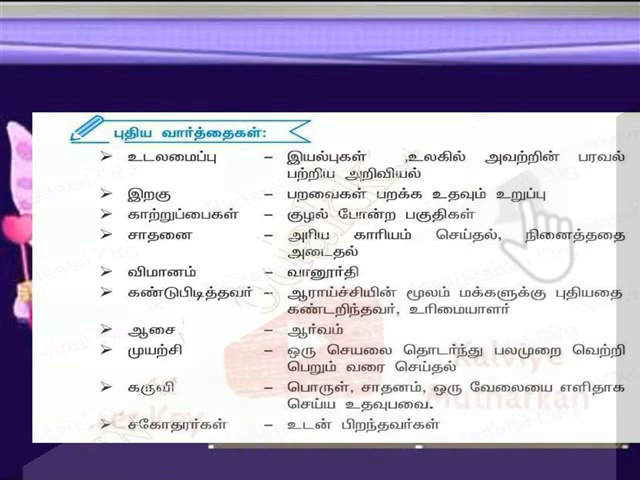 புதிய வார்த்தைகள்:
➤ உடலமைப்பு – இயல்புகள் ,உலகில் அவற்றின் பரவல்
பற்றிய அறிவியல்
➤ இறகு – பறவைகள் பறக்க உதவும் உறுப்பு
➤ காற்றுப்பைகள் – குழல் போன்ற பகுதிகள்
➤ சாதனை – அரிய காரியம் செய்தல், நினைத்ததை
அடைதல்
➤ விமானம் – வானூர்தி
➤ கண்டுபிடித்தவர் – ஆராய்ச்சியின் மூலம் மக்களுக்கு புதியதை
கண்டறிந்தவர், உரிமையாளர்
➤ ஆசை – ஆர்வம்
➤ முயற்சி – ஒரு செயலை தொடர்ந்து பலமுறை வெற்றி
பெறும் வரை செய்தல்
➤ கருவி – பொருள், சாதனம், ஒரு வேலையை எளிதாக
செய்ய உதவுபவை.
➤ சகோதரர்கள் – உடன் பிறந்தவர்கள்
Kalviye
Mutharkan